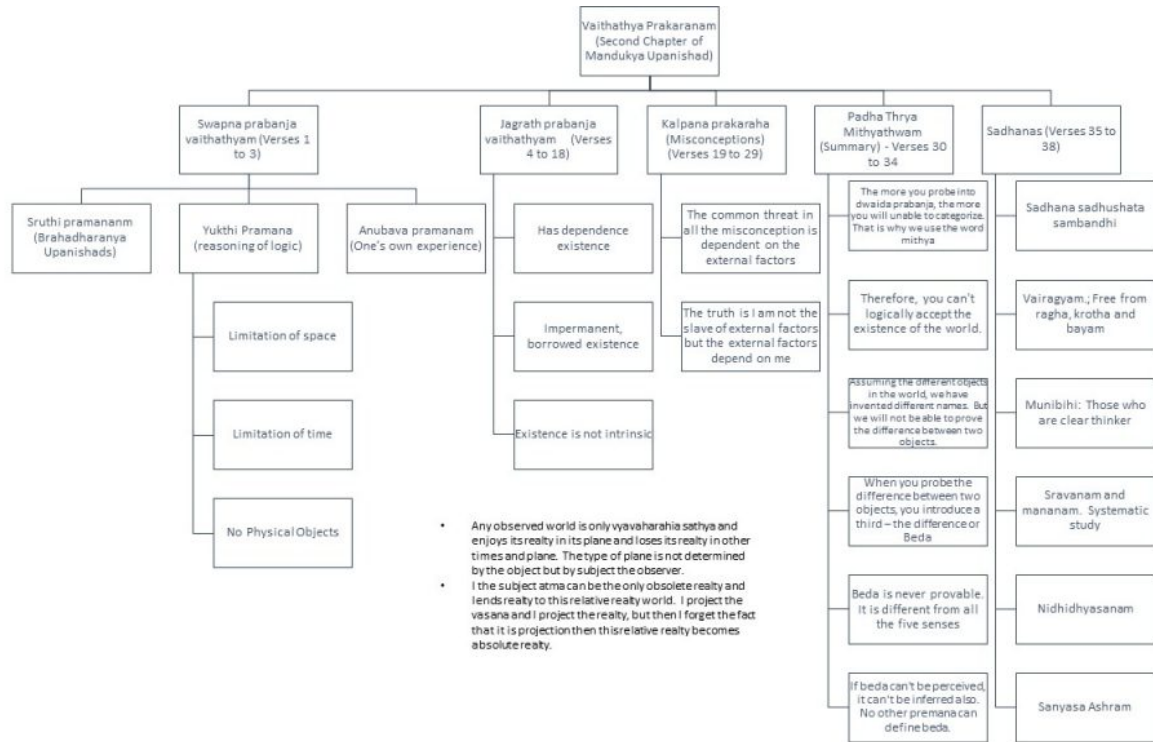 Vaithathya Prakaranam
(Second Chapter of
Mandukya Upanishad)
Swapna prabanja
vaithathyam (Verses 1
to 3)
Jagrath prabanja
vaithathyam (Verses
4 to 18)
Kalpana prakaraha
(Misconceptions)
(Verses 19 to 29)
Padha Thrya
Mithyathwam
(Summary) - Verses 30
to 34
Sadhanas (Verses 35 to
38)
Sruthi pramananm
(Brahadharanya
Upanishads)
Yukthi Pramana
(reasoning of logic)
Anubava pramanam
(One's own experience)
Limitation of space
Limitation of time
No Physical Objects
Has dependence
existence
Impermanent,
borrowed existence
Existence is not intrinsic
The common threat in
all the misconception is
dependent on the
external factors
The truth is I am not the
slave of external factors
but the external factors
depend on me
The more you probe into
dwaida prabanja, the more
you will unable to categorize.
That is why we use the word
mithya
Therefore, you can't
logically accept the
existence of the world.
Assuming the different objects
in the world, we have
invented different names. But
we will not be able to prove
the difference between two
objects.
When you probe the
difference between two
objects, you introduce a
third – the difference or
Beda
Beda is never provable.
It is different from all
the five senses
If beda can't be perceived,
it can't be inferred also.
No other premana can
define beda.
Sadhana sadhushata
sambandhi
Vairagyam.; Free from
ragha, krotha and
bayam
Munibihi: Those who
are clear thinker
Sravanam and
mananam. Systematic
study
Nidhidhyasanam
Sanyasa Ashram
• Any observed world is only vyavaharahia sathya and
enjoys its realty in its plane and loses its realty in other
times and plane. The type of plane is not determined
by the object but by subject the observer.
• I the subject atma can be the only obsolete realty and
lends realty to this relative realty world. I project the
vasana and I project the realty, but then I forget the fact
that it is projection then this relative realty becomes
absolute realty.